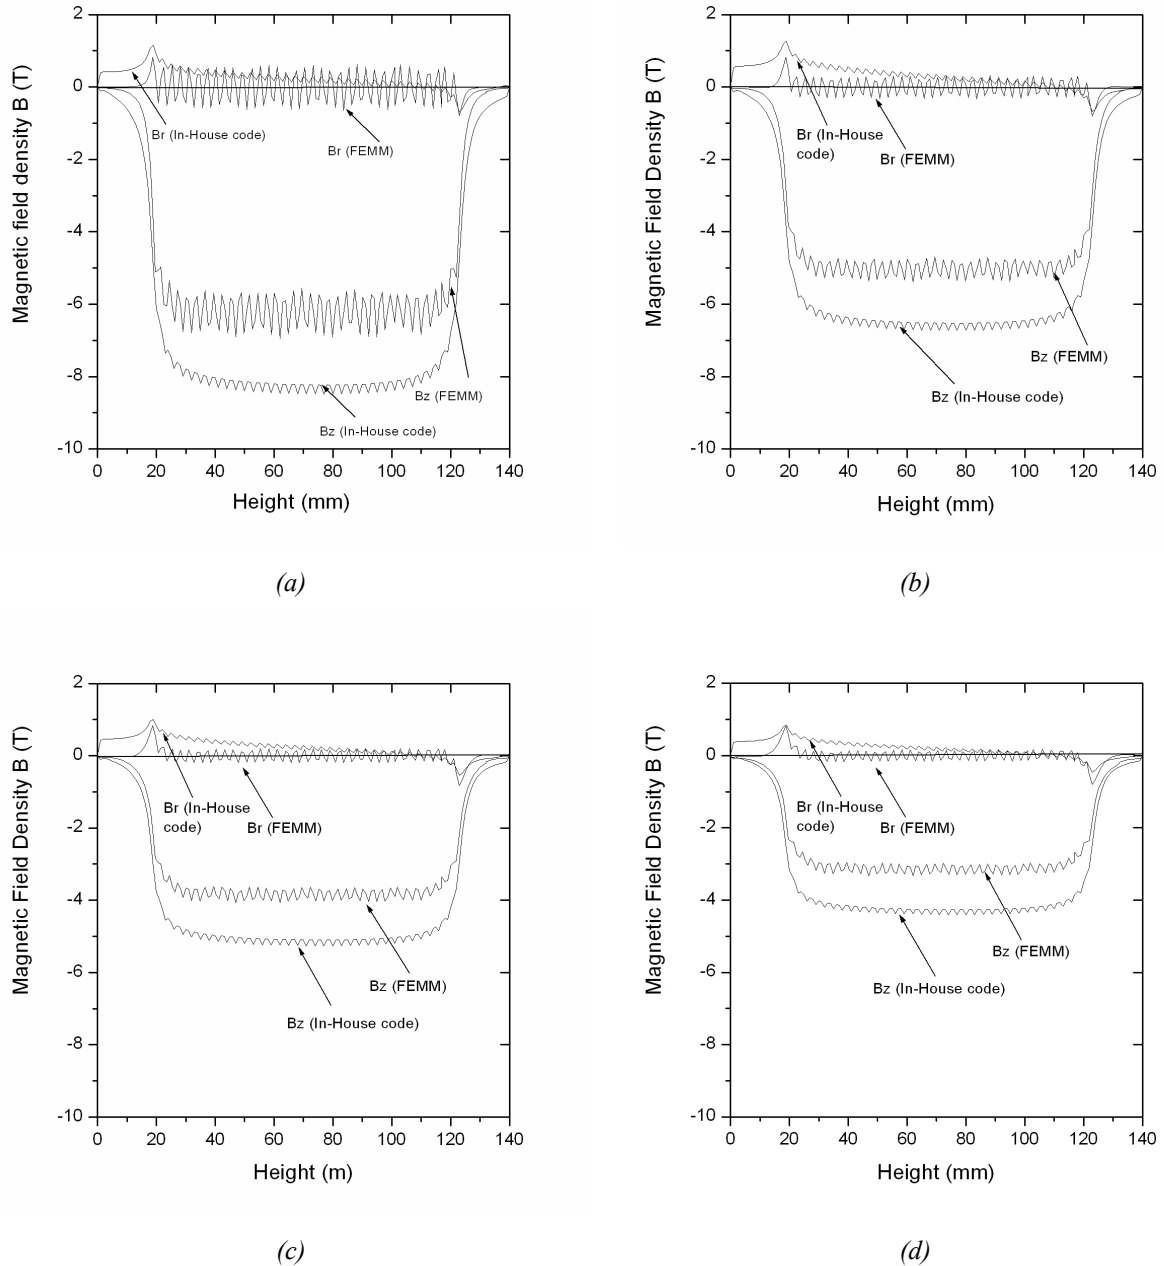 2
0
-2
-4
-6
-8
-10
Magnetic field density B (T)
Br (In-House code)
Br (FEMM)
Bz (FEMM)
Bz (In-House code)
0 20 40 60 80 100 120 140
Height (mm)
(a)
2
0
-2
-4
-6
-8
-10
Magnetic Field Density B (T)
Br (In-House
code)
Br (FEMM)
Bz (FEMM)
Bz (In-House code)
0 20 40 60 80 100 120 140
Height (mm)
(b)
2
0
-2
-4
-6
-8
-10
Magnetic Field Density B (T)
Br (In-House
code)
Br (FEMM)
Bz (FEMM)
Bz (In-House code)
0 20 40 60 80 100 120 140
Height (m)
(c)
2
0
-2
-4
-6
-8
-10
Magnetic Field Density B (T)
Br (In-House
code)
Br (FEMM)
Bz (FEMM)
Bz (In-House code)
0 20 40 60 80 100 120 140
Height (mm)
(d)